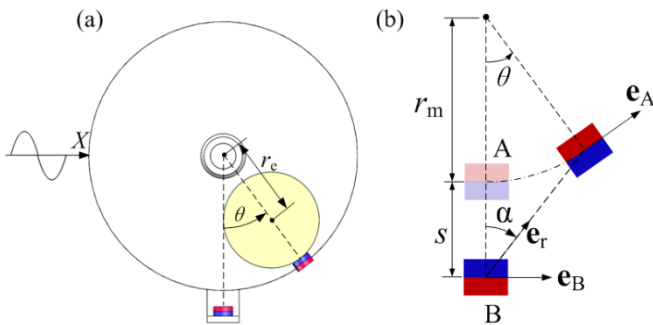 (a)
X
r_e
θ
(b)
θ
r_m
e_A
A
s
α
e_r
e_B
B